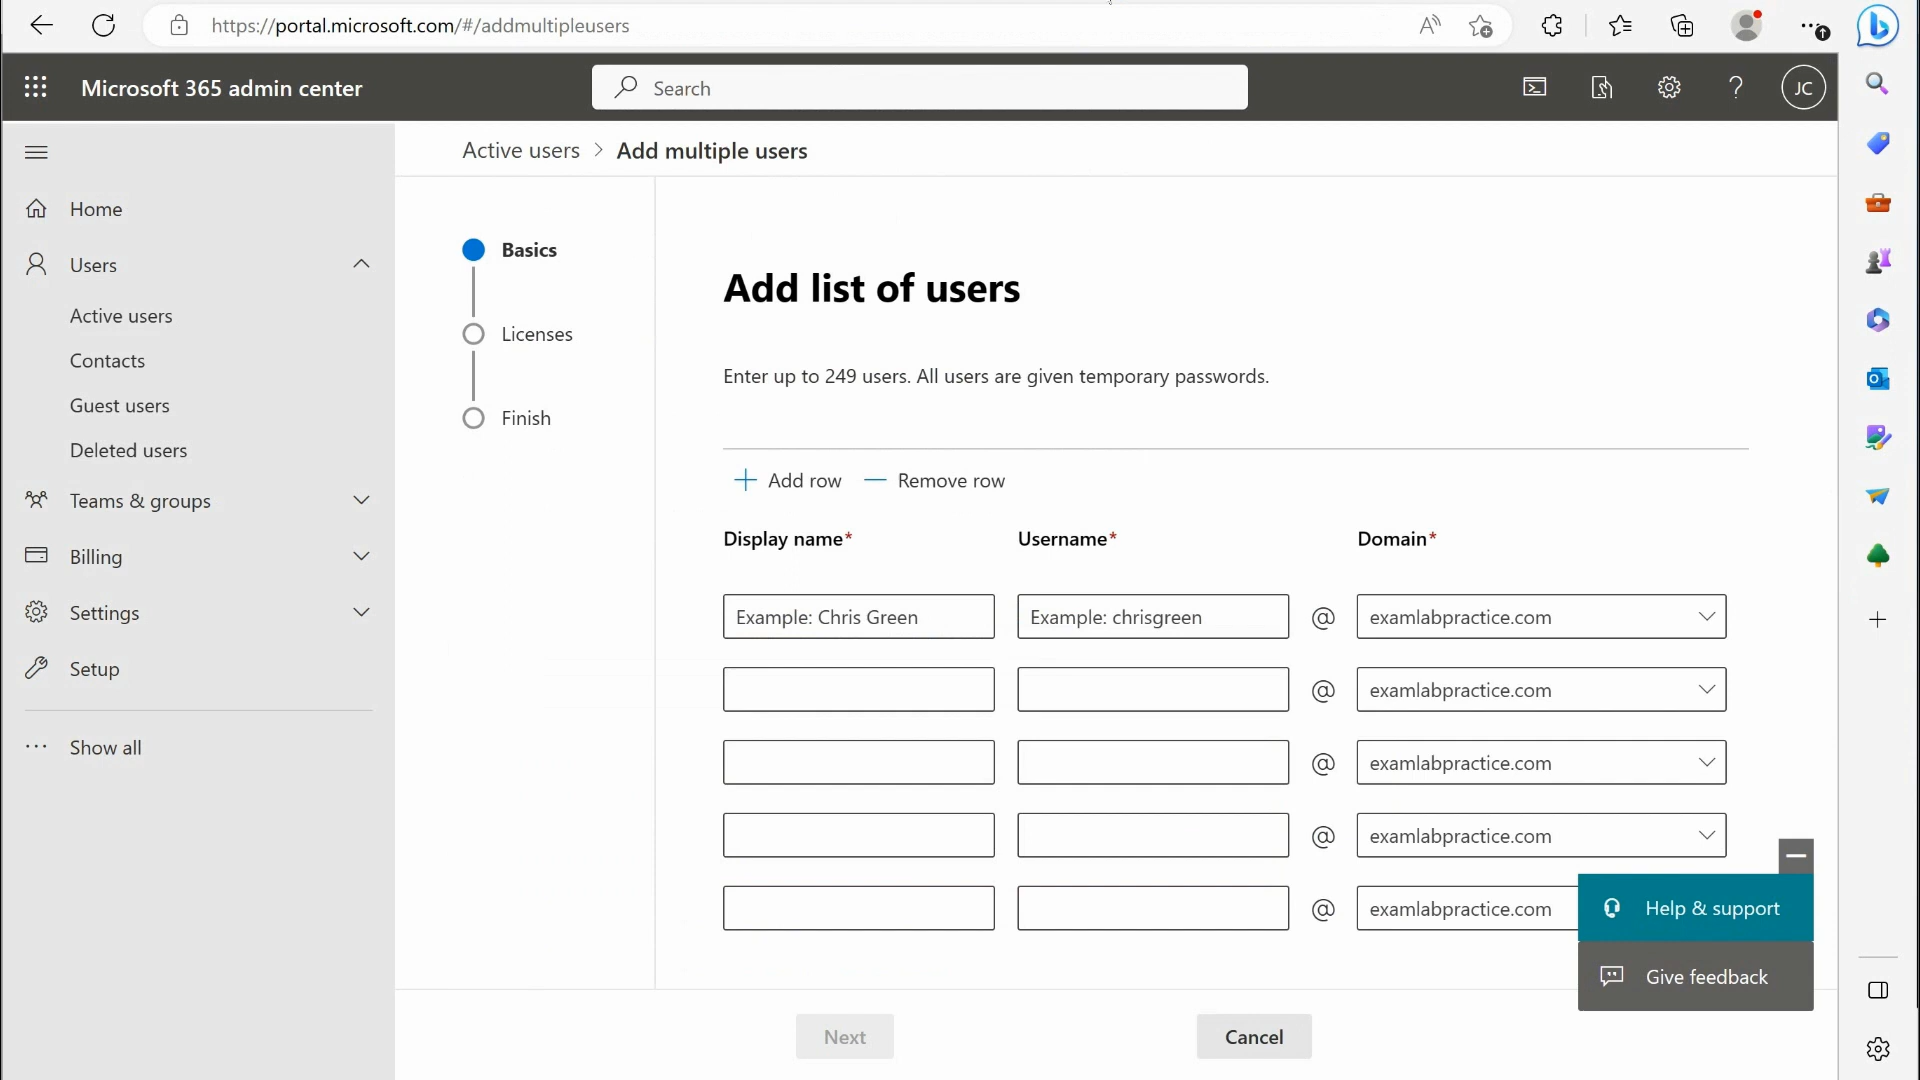 https://portal.microsoft.com/#/addmultipleusers
Microsoft 365 admin center
Search
JC
Active users > Add multiple users
Home
Users
Active users
Contacts
Guest users
Deleted users
Teams & groups
Billing
Settings
Setup
Show all
Basics
Licenses
Finish
Add list of users
Enter up to 249 users. All users are given temporary passwords.
Add row
Remove row
Display name* Username* Domain*
Example: Chris Green Example: chrisgreen @ examlabpractice.com
@ examlabpractice.com
@ examlabpractice.com
@ examlabpractice.com
@ examlabpractice.com
Help & support
Give feedback
Next
Cancel